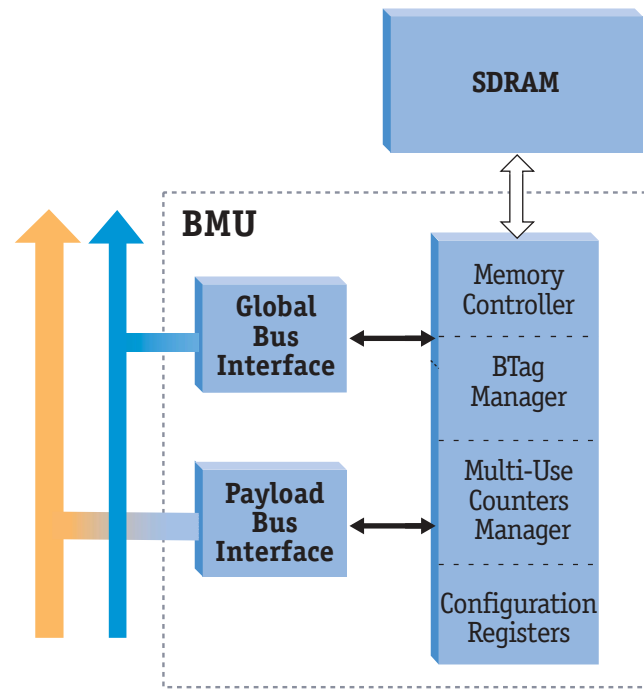 SDRAM
BMU
Global
Bus
Interface
Payload
Bus
Interface
Memory
Controller
BTag
Manager
Multi-Use
Counters
Manager
Configuration
Registers